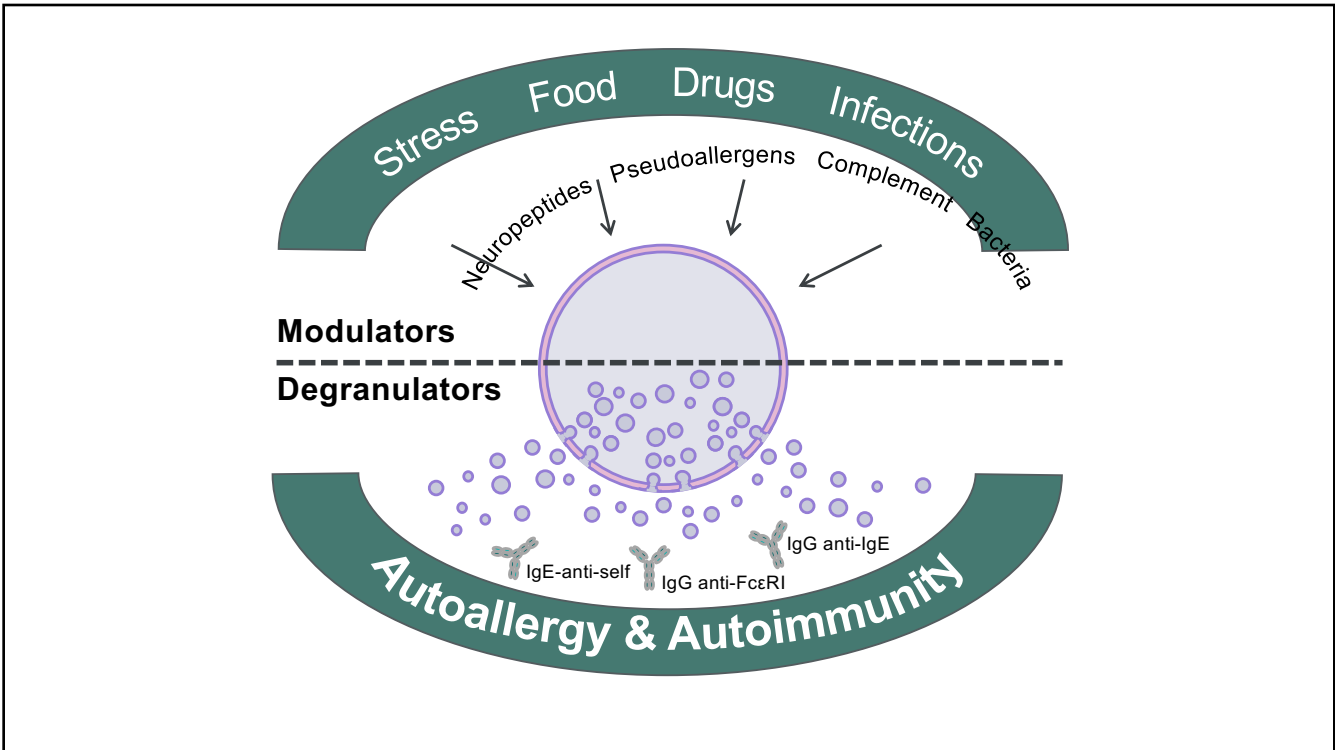 Stress Food Drugs Infections
Neuropeptides Pseudoallergens Complement Bacteria
Modulators
Degranulators
IgE-anti-self
IgG anti-FcεRI
IgG anti-IgE
Autoallergy & Autoimmunity